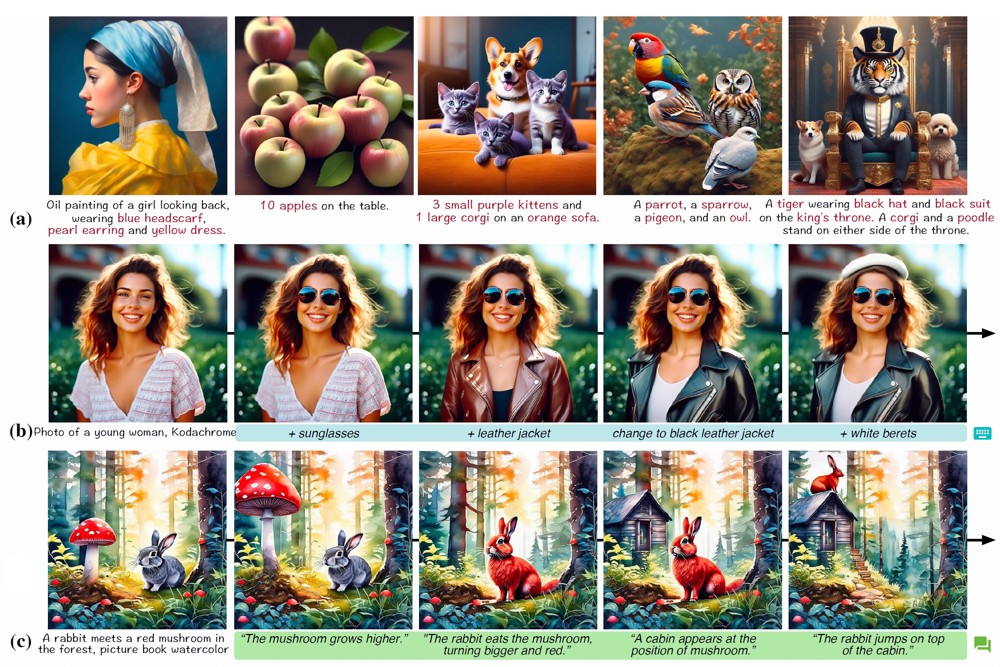 Oil painting of a girl looking back,
wearing blue headscarf,
pearl earring and yellow dress.
10 apples on the table.
3 small purple kittens and
1 large corgi on an orange sofa.
A parrot, a sparrow,
a pigeon, and an owl.
A tiger wearing black hat and black suit
on the king's throne. A corgi and a poodle
stand on either side of the throne.
(a)
(b)
Photo of a young woman, Kodachrome
+ sunglasses
+ leather jacket
change to black leather jacket
+ white berets
(c)
A rabbit meets a red mushroom in
the forest, picture book watercolor
“The mushroom grows higher.”
"The rabbit eats the mushroom,
turning bigger and red.”
“A cabin appears at the
position of mushroom.”
“The rabbit jumps on top
of the cabin.”